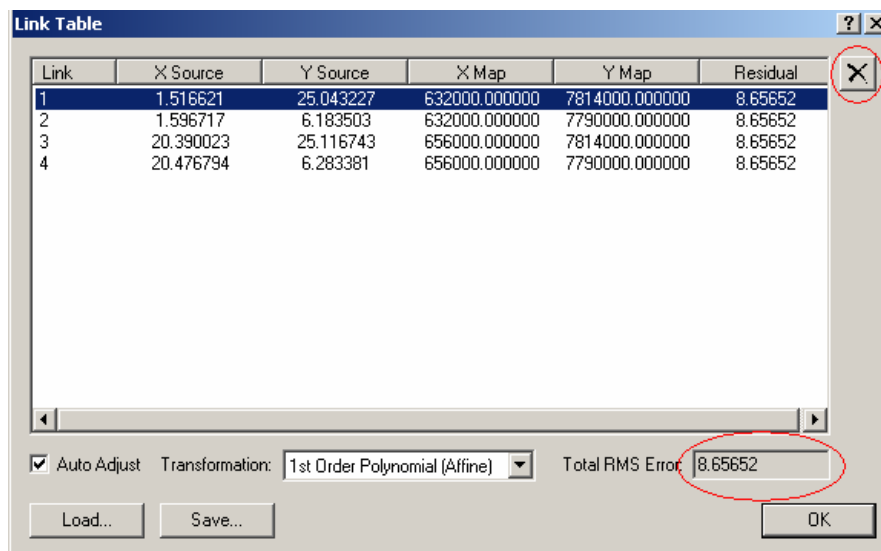 Link Table
Link X Source Y Source X Map Y Map Residual
1 1.516621 25.043227 632000.000000 7814000.000000 8.65652
2 1.596717 6.183503 632000.000000 7790000.000000 8.65652
3 20.390023 25.116743 656000.000000 7814000.000000 8.65652
4 20.476794 6.283381 656000.000000 7790000.000000 8.65652
Auto Adjust Transformation: 1st Order Polynomial (Affine) Total RMS Error: 8.65652
Load... Save... OK